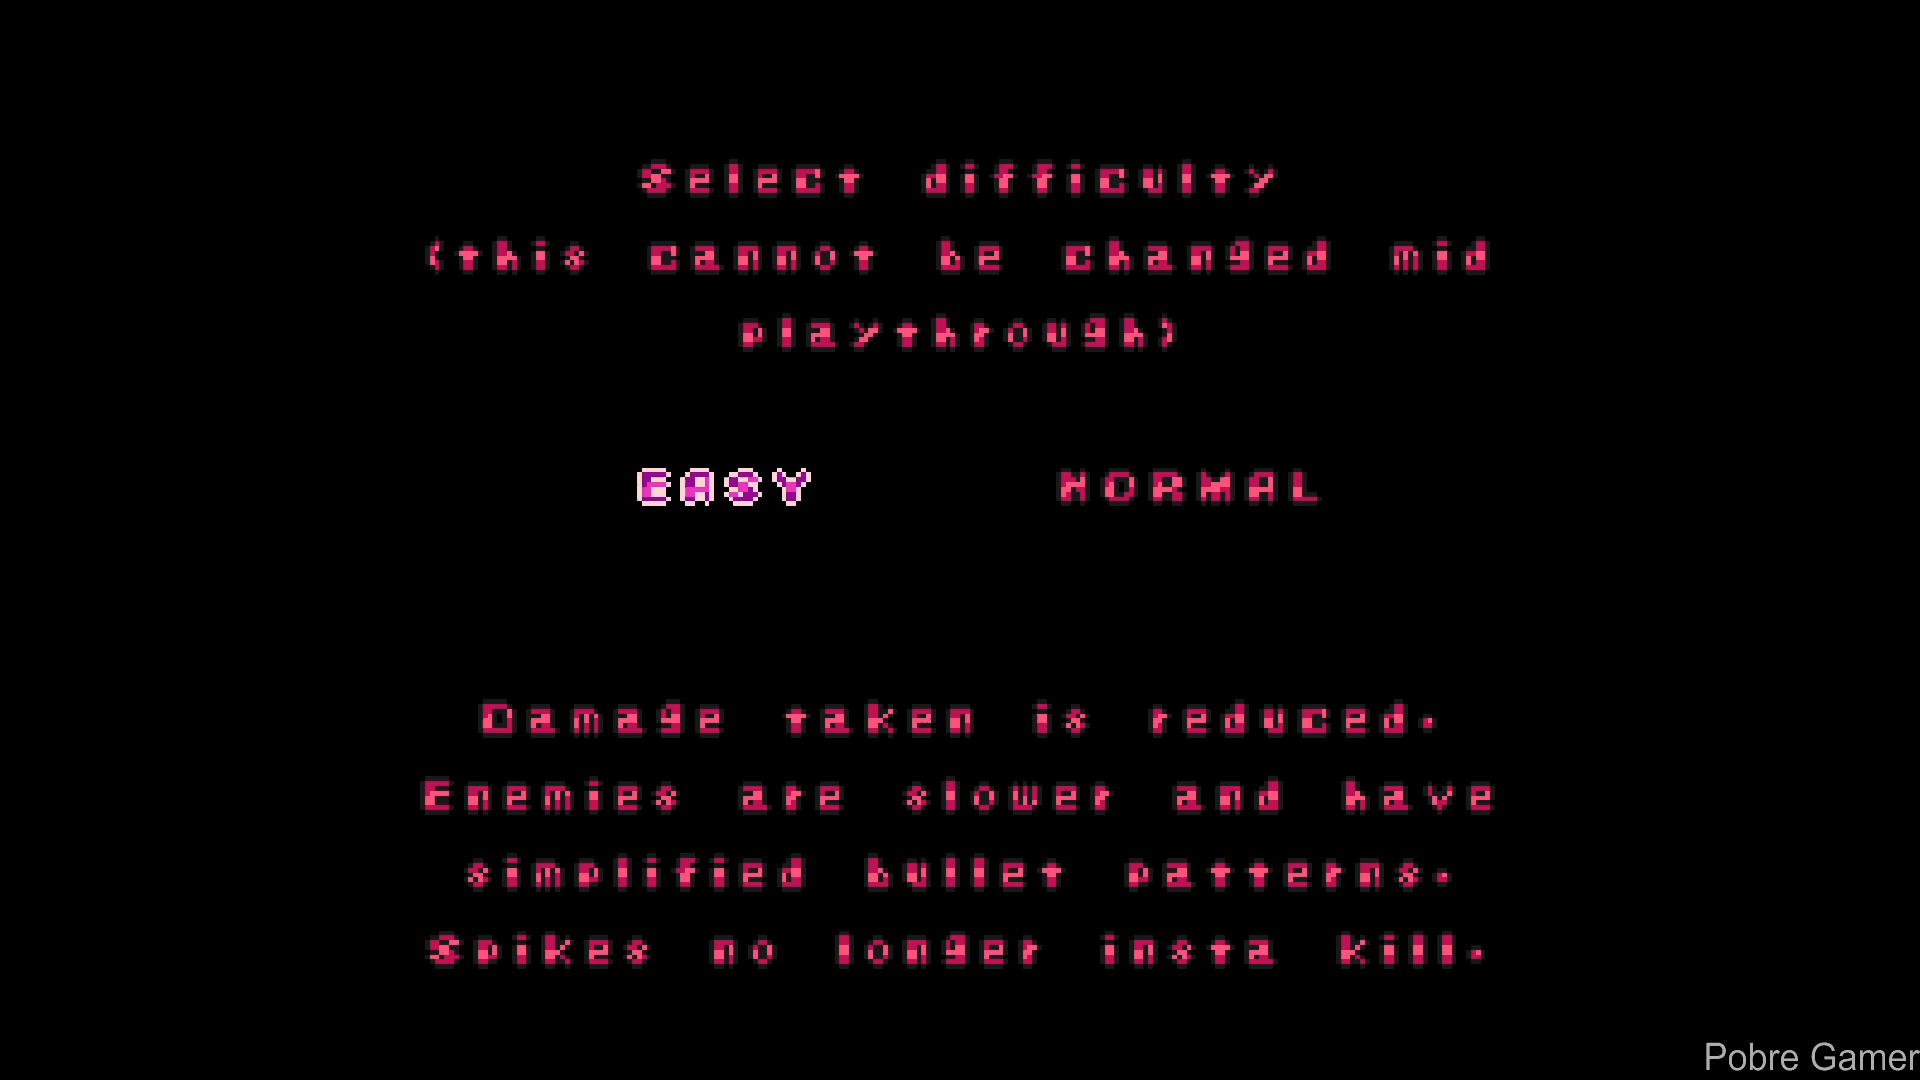 Select difficulty
(this cannot be changed mid
playthrough)
EASY NORMAL
Damage taken is reduced.
Enemies are slower and have
simplified bullet patterns.
Spikes no longer insta kill.
Pobre Gamer